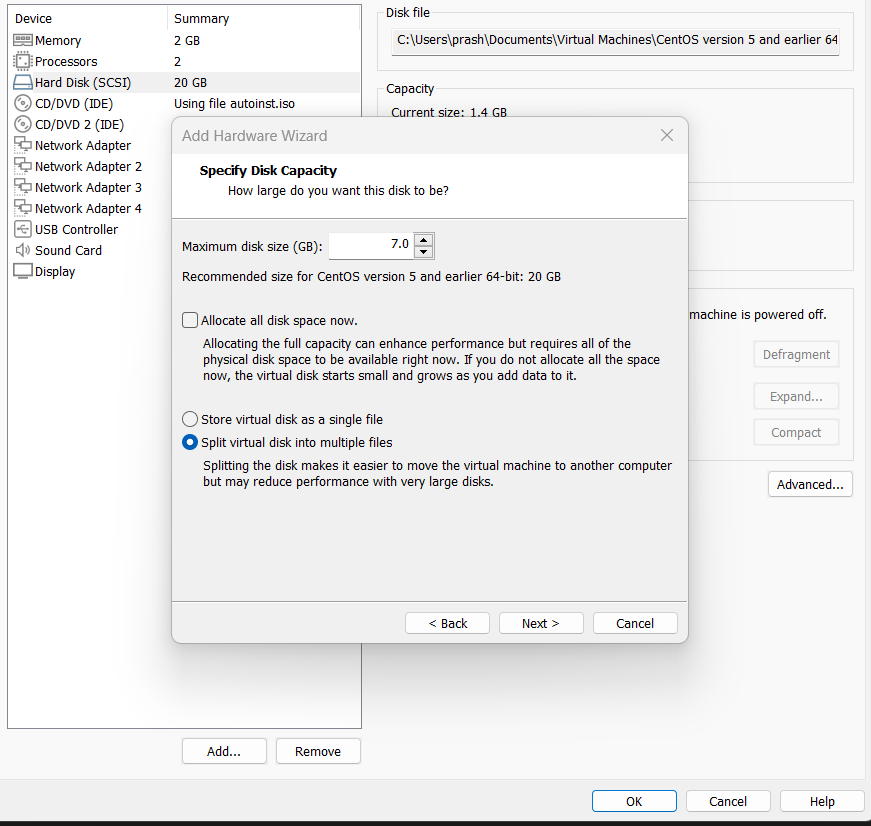 Device Summary
Memory 2 GB
Processors 2
Hard Disk (SCSI) 20 GB
CD/DVD (IDE) Using file autoinst.iso
CD/DVD 2 (IDE)
Network Adapter
Network Adapter 2
Network Adapter 3
Network Adapter 4
USB Controller
Sound Card
Display
Disk file
C:\Users\prash\Documents\Virtual Machines\CentOS version 5 and earlier 64
Capacity
Current size: 1.4 GB
machine is powered off.
Defragment
Expand...
Compact
Advanced...
Add Hardware Wizard
Specify Disk Capacity
How large do you want this disk to be?
Maximum disk size (GB): 7.0
Recommended size for CentOS version 5 and earlier 64-bit: 20 GB
Allocate all disk space now.
Allocating the full capacity can enhance performance but requires all of the
physical disk space to be available right now. If you do not allocate all the space
now, the virtual disk starts small and grows as you add data to it.
Store virtual disk as a single file
Split virtual disk into multiple files
Splitting the disk makes it easier to move the virtual machine to another computer
but may reduce performance with very large disks.
< Back Next > Cancel
Add... Remove
OK Cancel Help